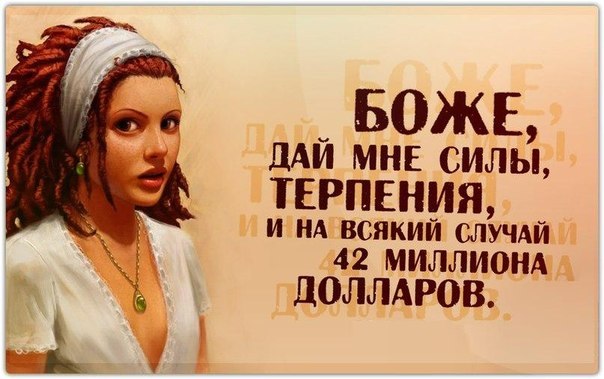 БОЖЕ,
ДАЙ МНЕ СИЛЫ,
ТЕРПЕНИЯ,
И НА ВСЯКИЙ СЛУЧАЙ
42 МИЛЛИОНА
ДОЛЛАРОВ.